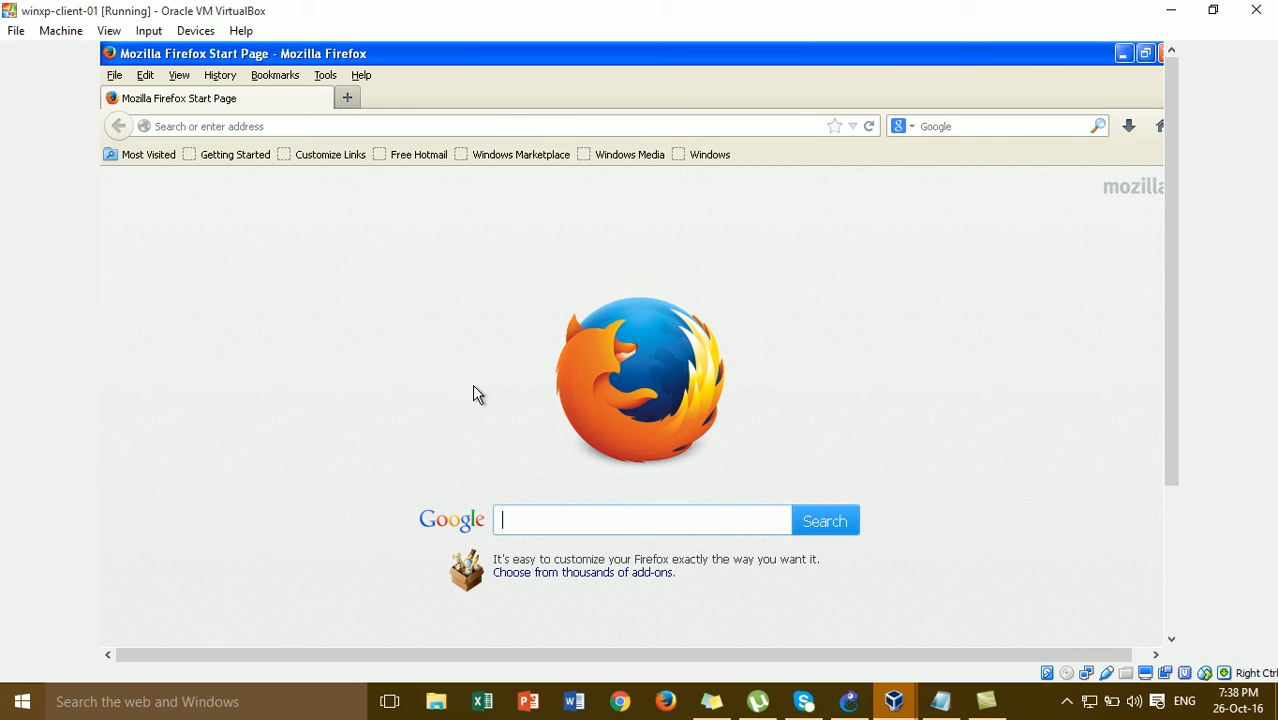 winxp-client-01 [Running] - Oracle VM VirtualBox
File Machine View Input Devices Help
Mozilla Firefox Start Page - Mozilla Firefox
File Edit View History Bookmarks Tools Help
Mozilla Firefox Start Page
Search or enter address
Google
Most Visited Getting Started Customize Links Free Hotmail Windows Marketplace Windows Media Windows
mozilla
Google Search
It's easy to customize your Firefox exactly the way you want it.
Choose from thousands of add-ons.
Right Ctrl
Search the web and Windows
ENG
7:38 PM
26-Oct-16